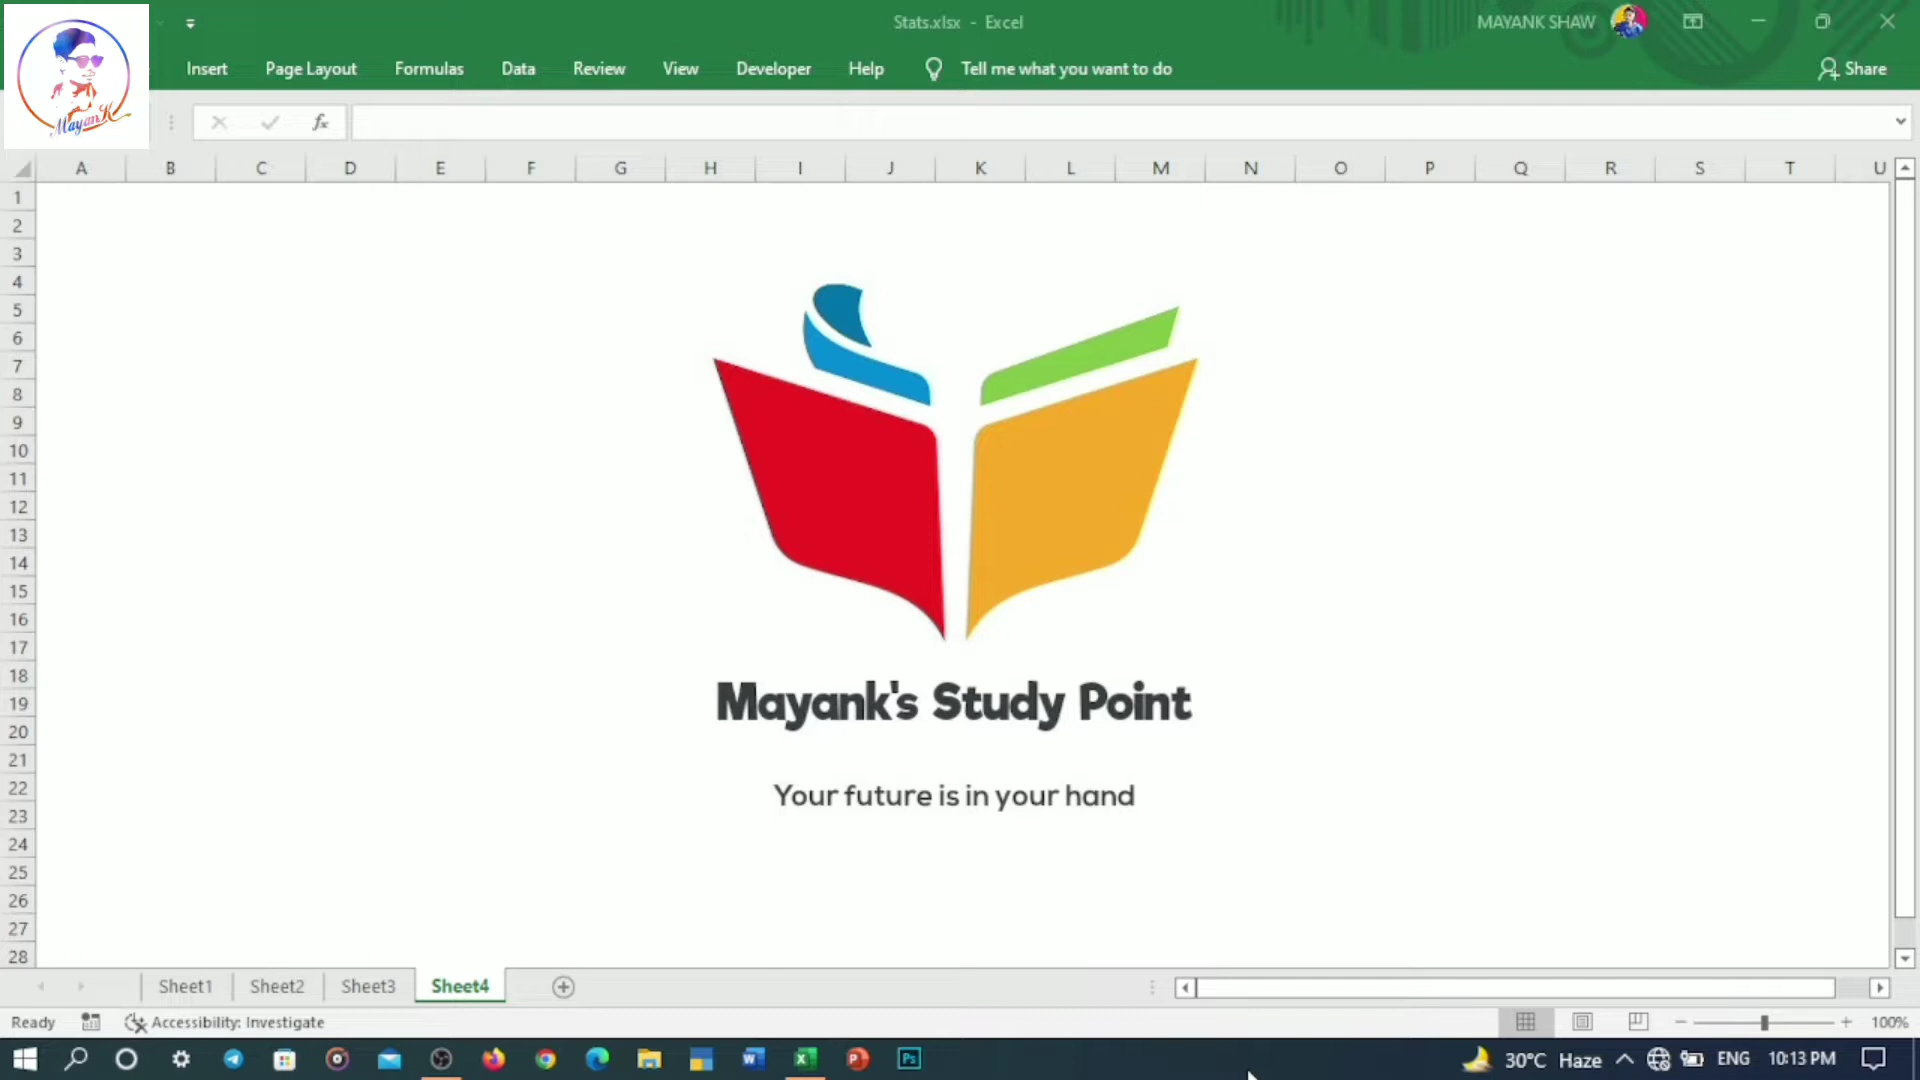 Stats.xlsx - Excel
MAYANK SHAW
Insert Page Layout Formulas Data Review View Developer Help Tell me what you want to do Share
MayanK
fx
A B C D E F G H I J K L M N O P Q R S T U
1
2
3
4
5
6
7
8
9
10
11
12
13
14
15
16
17
18
19
20
21
22
23
24
25
26
27
28
Mayank's Study Point
Your future is in your hand
Sheet1 Sheet2 Sheet3 Sheet4
Ready Accessibility: Investigate 100%
W X P Ps 30°C Haze ENG 10:13 PM